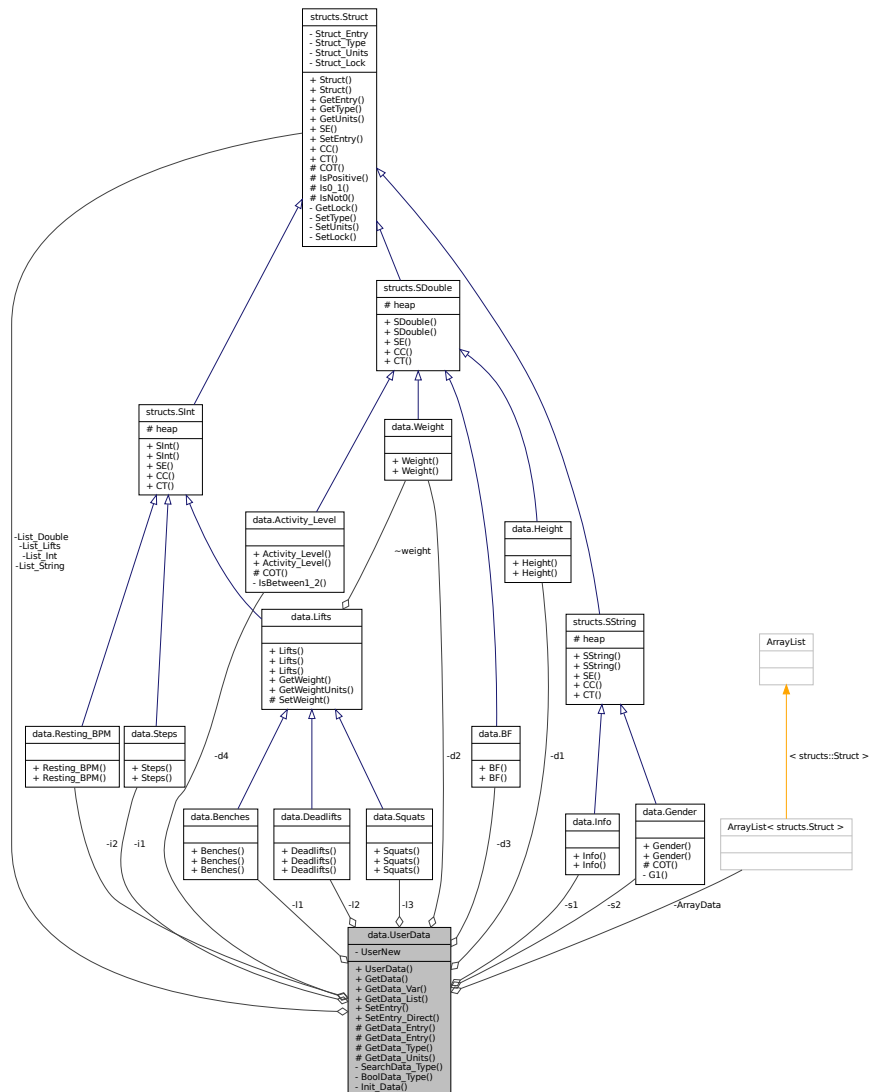 structs.Struct
- Struct_Entry
- Struct_Type
- Struct_Units
- Struct_Lock
+ Struct()
+ Struct()
+ GetEntry()
+ GetType()
+ GetUnits()
+ SE()
+ SetEntry()
+ CC()
+ CT()
# COT()
# IsPositive()
# Is0_1()
# IsNot0()
- GetLock()
- SetType()
- SetUnits()
- SetLock()
structs.SDouble
# heap
+ SDouble()
+ SDouble()
+ SE()
+ CC()
+ CT()
structs.SInt
# heap
+ SInt()
+ SInt()
+ SE()
+ CC()
+ CT()
data.Weight
+ Weight()
+ Weight()
data.Activity_Level
+ Activity_Level()
+ Activity_Level()
# COT()
- IsBetween1_2()
data.Height
+ Height()
+ Height()
-List_Double
-List_Lifts
-List_Int
-List_String
~weight
data.Lifts
+ Lifts()
+ Lifts()
+ Lifts()
+ GetWeight()
+ GetWeightUnits()
# SetWeight()
structs.SString
# heap
+ SString()
+ SString()
+ SE()
+ CC()
+ CT()
ArrayList
data.Resting_BPM
+ Resting_BPM()
+ Resting_BPM()
data.Steps
+ Steps()
+ Steps()
data.BF
+ BF()
+ BF()
-d4
-d2
-d1
< structs::Struct >
data.Benches
+ Benches()
+ Benches()
+ Benches()
data.Deadlifts
+ Deadlifts()
+ Deadlifts()
+ Deadlifts()
data.Squats
+ Squats()
+ Squats()
+ Squats()
data.Info
+ Info()
+ Info()
data.Gender
+ Gender()
+ Gender()
# COT()
- G1()
ArrayList< structs.Struct >
-i2
-i1
-d3
-l1
-l2
-l3
-s1
-s2
-ArrayData
data.UserData
- UserNew
+ UserData()
+ GetData()
+ GetData_Var()
+ GetData_List()
+ SetEntry()
+ SetEntry_Direct()
# GetData_Entry()
# GetData_Entry()
# GetData_Type()
# GetData_Units()
- SearchData_Type()
- BoolData_Type()
- Init_Data()